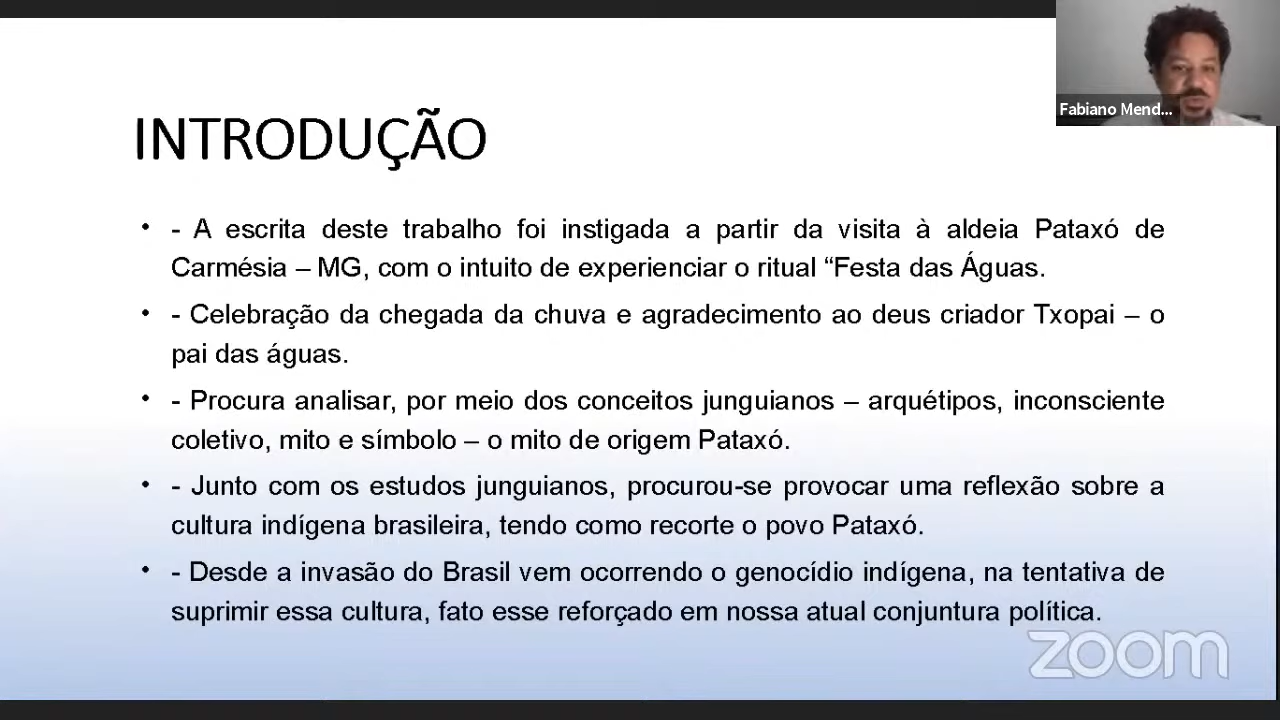 Fabiano Mend...
INTRODUÇÃO
• - A escrita deste trabalho foi instigada a partir da visita à aldeia Pataxó de
Carmésia – MG, com o intuito de experienciar o ritual “Festa das Águas.
• - Celebração da chegada da chuva e agradecimento ao deus criador Txopai – o
pai das águas.
• - Procura analisar, por meio dos conceitos junguianos – arquétipos, inconsciente
coletivo, mito e símbolo – o mito de origem Pataxó.
• - Junto com os estudos junguianos, procurou-se provocar uma reflexão sobre a
cultura indígena brasileira, tendo como recorte o povo Pataxó.
• - Desde a invasão do Brasil vem ocorrendo o genocídio indígena, na tentativa de
suprimir essa cultura, fato esse reforçado em nossa atual conjuntura política.
zoom